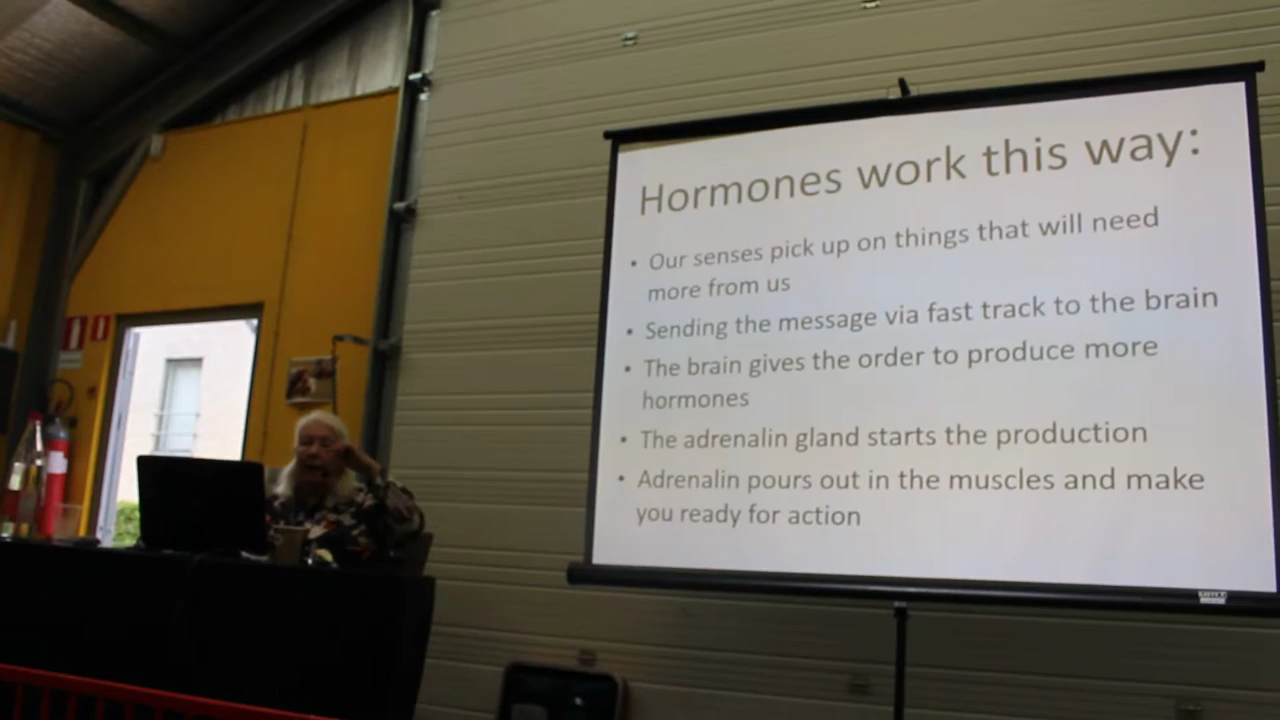 Hormones work this way:
• Our senses pick up on things that will need
more from us
• Sending the message via fast track to the brain
• The brain gives the order to produce more
hormones
• The adrenalin gland starts the production
• Adrenalin pours out in the muscles and make
you ready for action